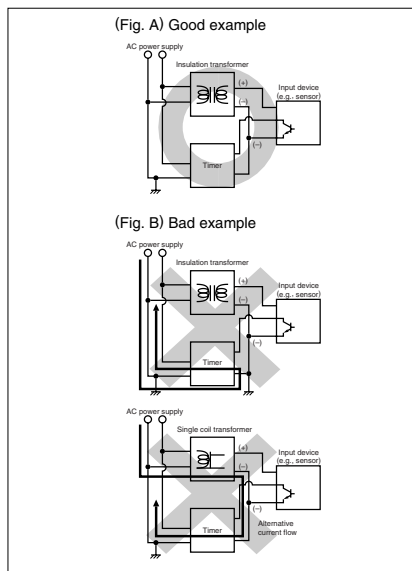 (Fig. A) Good example
AC power supply
Insulation transformer
Input device
(e.g., sensor)
(+)
(−)
(−)
Timer
(Fig. B) Bad example
AC power supply
Insulation transformer
Input device
(e.g., sensor)
(+)
(−)
(−)
Timer
AC power supply
Single coil transformer
Input device
(e.g., sensor)
(+)
(−)
(−)
Timer
Alternative
current flow